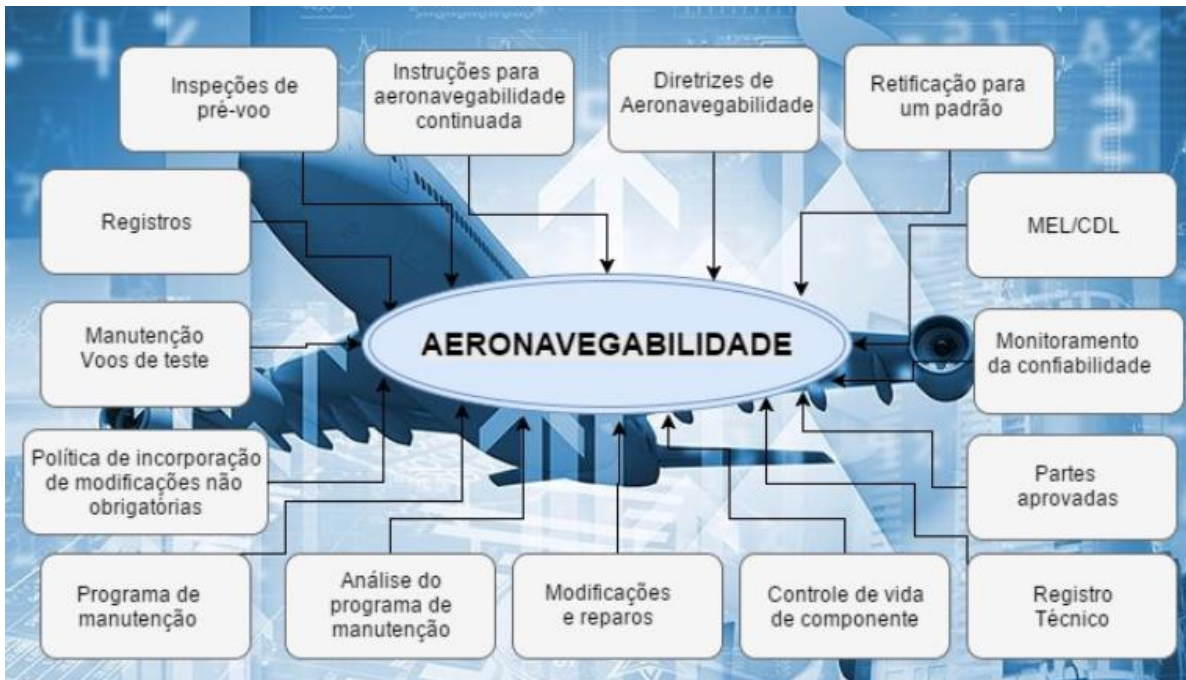 Inspeções de
pré-voo
Instruções para
aeronavegabilidade
continuada
Diretrizes de
Aeronavegabilidade
Retificação para
um padrão
Registros
MEL/CDL
AERONAVEGABILIDADE
Manutenção
Voos de teste
Monitoramento
da confiabilidade
Política de incorporação
de modificações não
obrigatórias
Partes
aprovadas
Programa de
manutenção
Análise do
programa de
manutenção
Modificações
e reparos
Controle de vida
de componente
Registro
Técnico